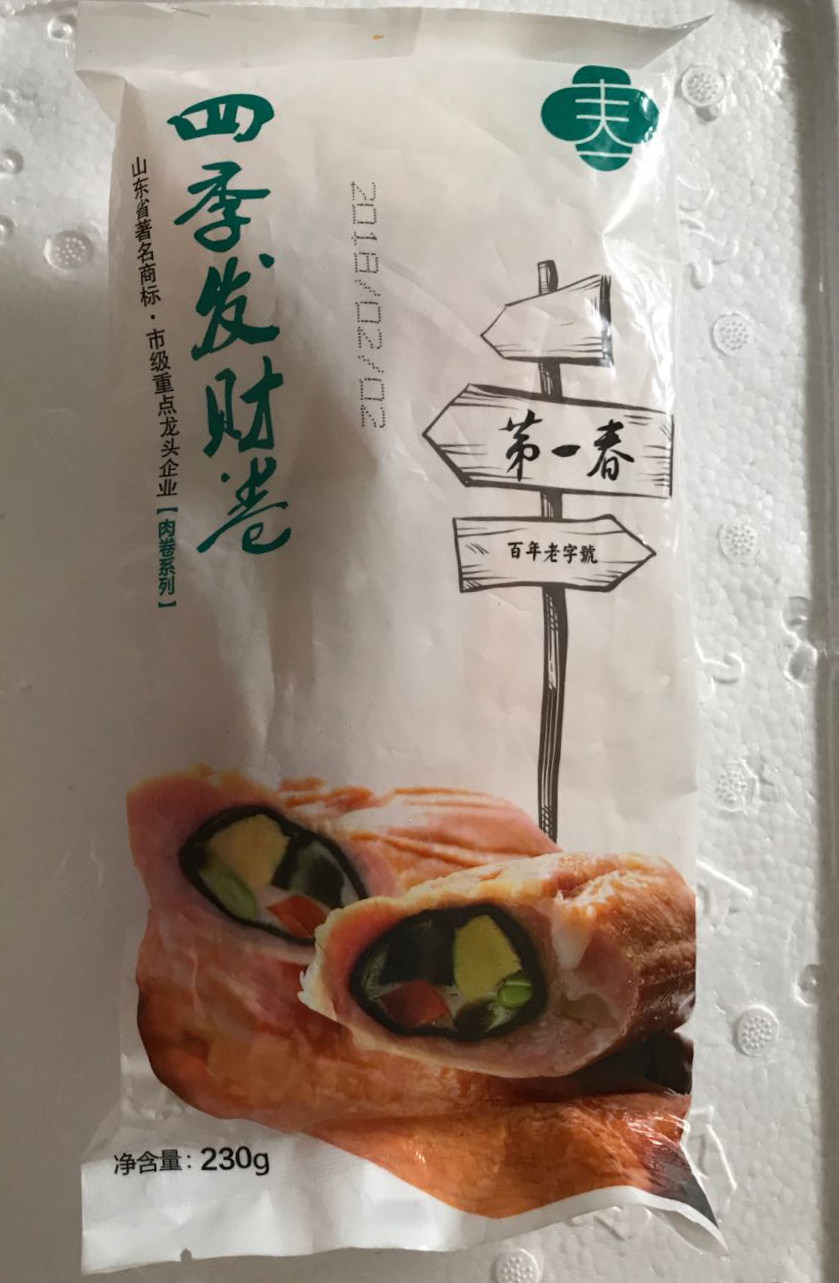 四季发财卷
山东省著名商标·市级重点龙头企业【肉卷系列】
2018/02/02
春
第一春
百年老字號
净含量：230g